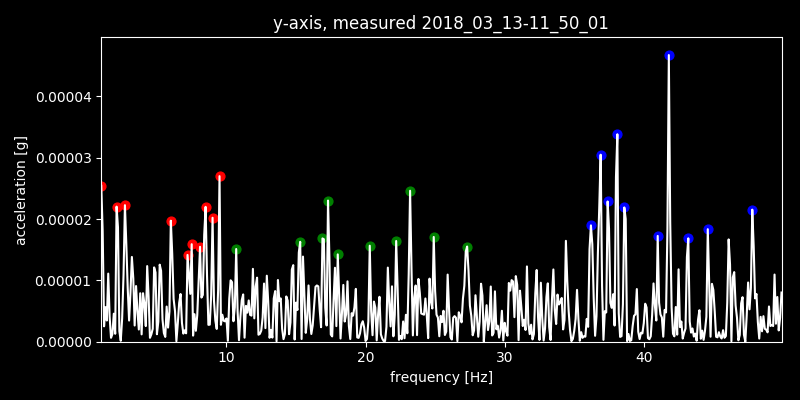 y-axis, measured 2018_03_13-11_50_01
acceleration [g]
0.00004
0.00003
0.00002
0.00001
0.00000
10 20 30 40
frequency [Hz]